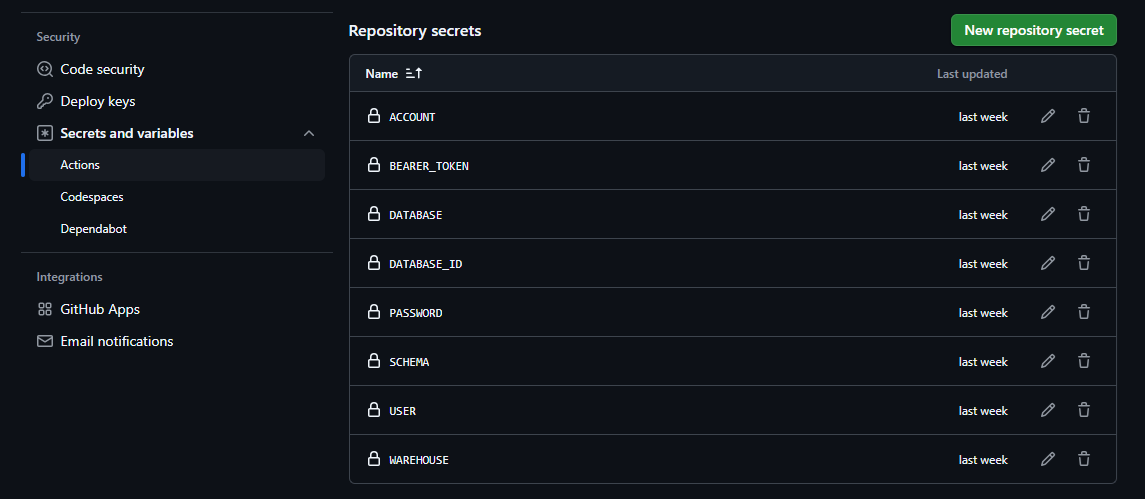 Security
Code security
Deploy keys
Secrets and variables
Actions
Codespaces
Dependabot
Integrations
GitHub Apps
Email notifications
Repository secrets
New repository secret
Name Last updated
ACCOUNT last week
BEARER_TOKEN last week
DATABASE last week
DATABASE_ID last week
PASSWORD last week
SCHEMA last week
USER last week
WAREHOUSE last week